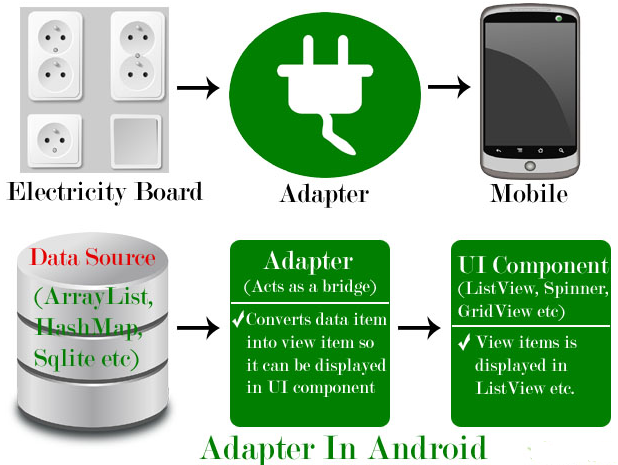 Electricity Board
Adapter
Mobile
Data Source
(ArrayList,
HashMap,
Sqlite etc)
Adapter
(Acts as a bridge)
Converts data item
into view item so
it can be displayed
in UI component
UI Component
(ListView, Spinner,
GridView etc)
View items is
displayed in
ListView etc.
Adapter In Android